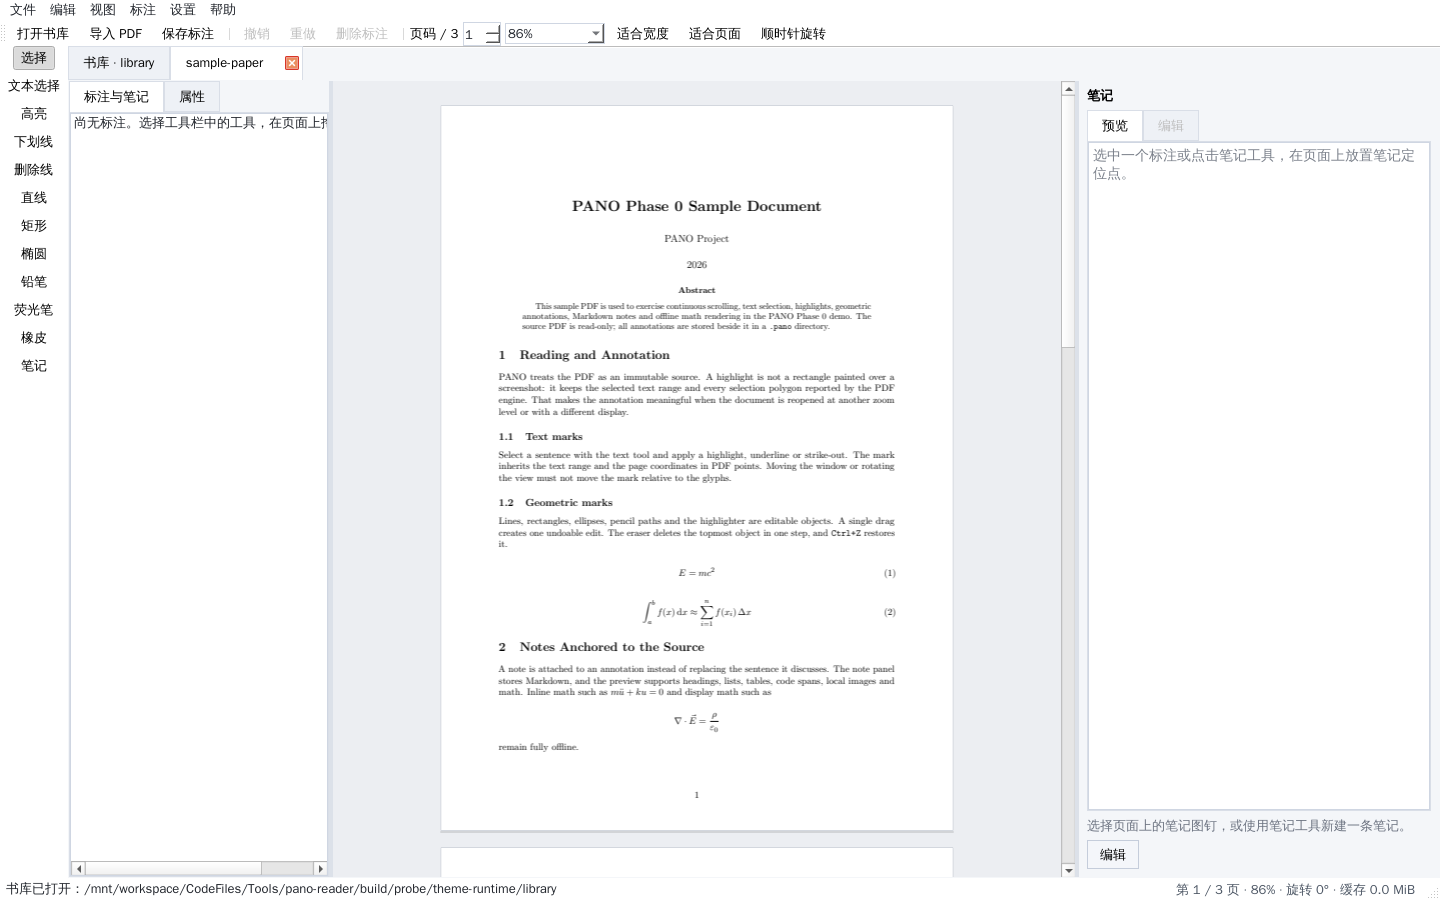 文件 编辑 视图 标注 设置 帮助
打开书库 导入 PDF 保存标注 撤销 重做 删除标注 页码 / 3 1 86% 适合宽度 适合页面 顺时针旋转
选择
文本选择
高亮
下划线
删除线
直线
矩形
椭圆
铅笔
荧光笔
橡皮
笔记
书库 · library sample-paper
标注与笔记 属性
尚无标注。选择工具栏中的工具，在页面上
PANO Phase 0 Sample Document
PANO Project
2026
Abstract
This sample PDF is used to exercise continuous scrolling, text selection, highlights, geometric
annotations, Markdown notes and offline math rendering in the PANO Phase 0 demo. The
source PDF is read-only; all annotations are stored beside it in a .pano directory.
1 Reading and Annotation
PANO treats the PDF as an immutable source. A highlight is not a rectangle painted over a
screenshot: it keeps the selected text range and every selection polygon reported by the PDF
engine. That makes the annotation meaningful when the document is reopened at another zoom
level or with a different display.
1.1 Text marks
Select a sentence with the text tool and apply a highlight, underline or strike-out. The mark
inherits the text range and the page coordinates in PDF points. Moving the window or rotating
the view must not move the mark relative to the glyphs.
1.2 Geometric marks
Lines, rectangles, ellipses, pencil paths and the highlighter are editable objects. A single drag
creates one undoable edit. The eraser deletes the topmost object in one step, and Ctrl+Z restores
it.
E = mc² (1)
∫ₐᵇ f(x) dx ≈ ∑ᵢ₌₁ⁿ f(xᵢ) Δx (2)
2 Notes Anchored to the Source
A note is attached to an annotation instead of replacing the sentence it discusses. The note panel
stores Markdown, and the preview supports headings, lists, tables, code spans, local images and
math. Inline math such as mü + ku = 0 and display math such as
∇ · E⃗ = ρ/ε₀
remain fully offline.
1
笔记
预览 编辑
选中一个标注或点击笔记工具，在页面上放置笔记定
位点。
选择页面上的笔记图钉，或使用笔记工具新建一条笔记。
编辑
书库已打开：/mnt/workspace/CodeFiles/Tools/pano-reader/build/probe/theme-runtime/library
第 1 / 3 页 · 86% · 旋转 0° · 缓存 0.0 MiB